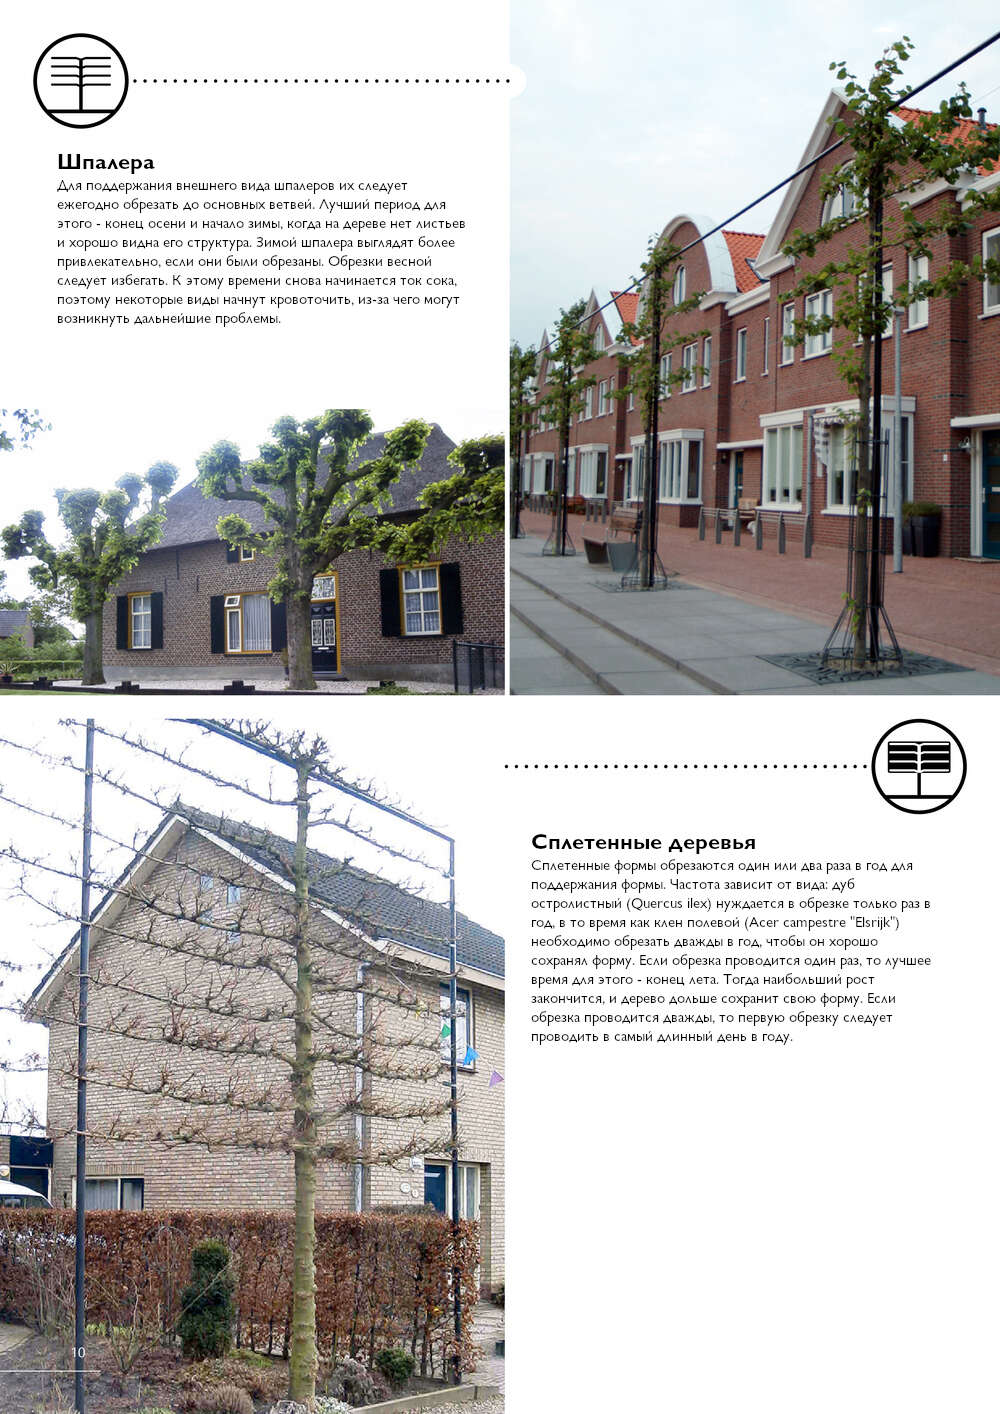 Шпалера
Для поддержания внешнего вида шпалеров их следует
ежегодно обрезать до основных ветвей. Лучший период для
этого - конец осени и начало зимы, когда на дереве нет листьев
и хорошо видна его структура. Зимой шпалера выглядят более
привлекательно, если они были обрезаны. Обрезки весной
следует избегать. К этому времени снова начинается ток сока,
поэтому некоторые виды начнут кровоточить, из-за чего могут
возникнуть дальнейшие проблемы.
Сплетенные деревья
Сплетенные формы обрезаются один или два раза в год для
поддержания формы. Частота зависит от вида: дуб
остролистный (Quercus ilex) нуждается в обрезке только раз в
год, в то время как клен полевой (Acer campestre "Elsrijk")
необходимо обрезать дважды в год, чтобы он хорошо
сохранял форму. Если обрезка проводится один раз, то лучшее
время для этого - конец лета. Тогда наибольший рост
закончится, и дерево дольше сохранит свою форму. Если
обрезка проводится дважды, то первую обрезку следует
проводить в самый длинный день в году.
10